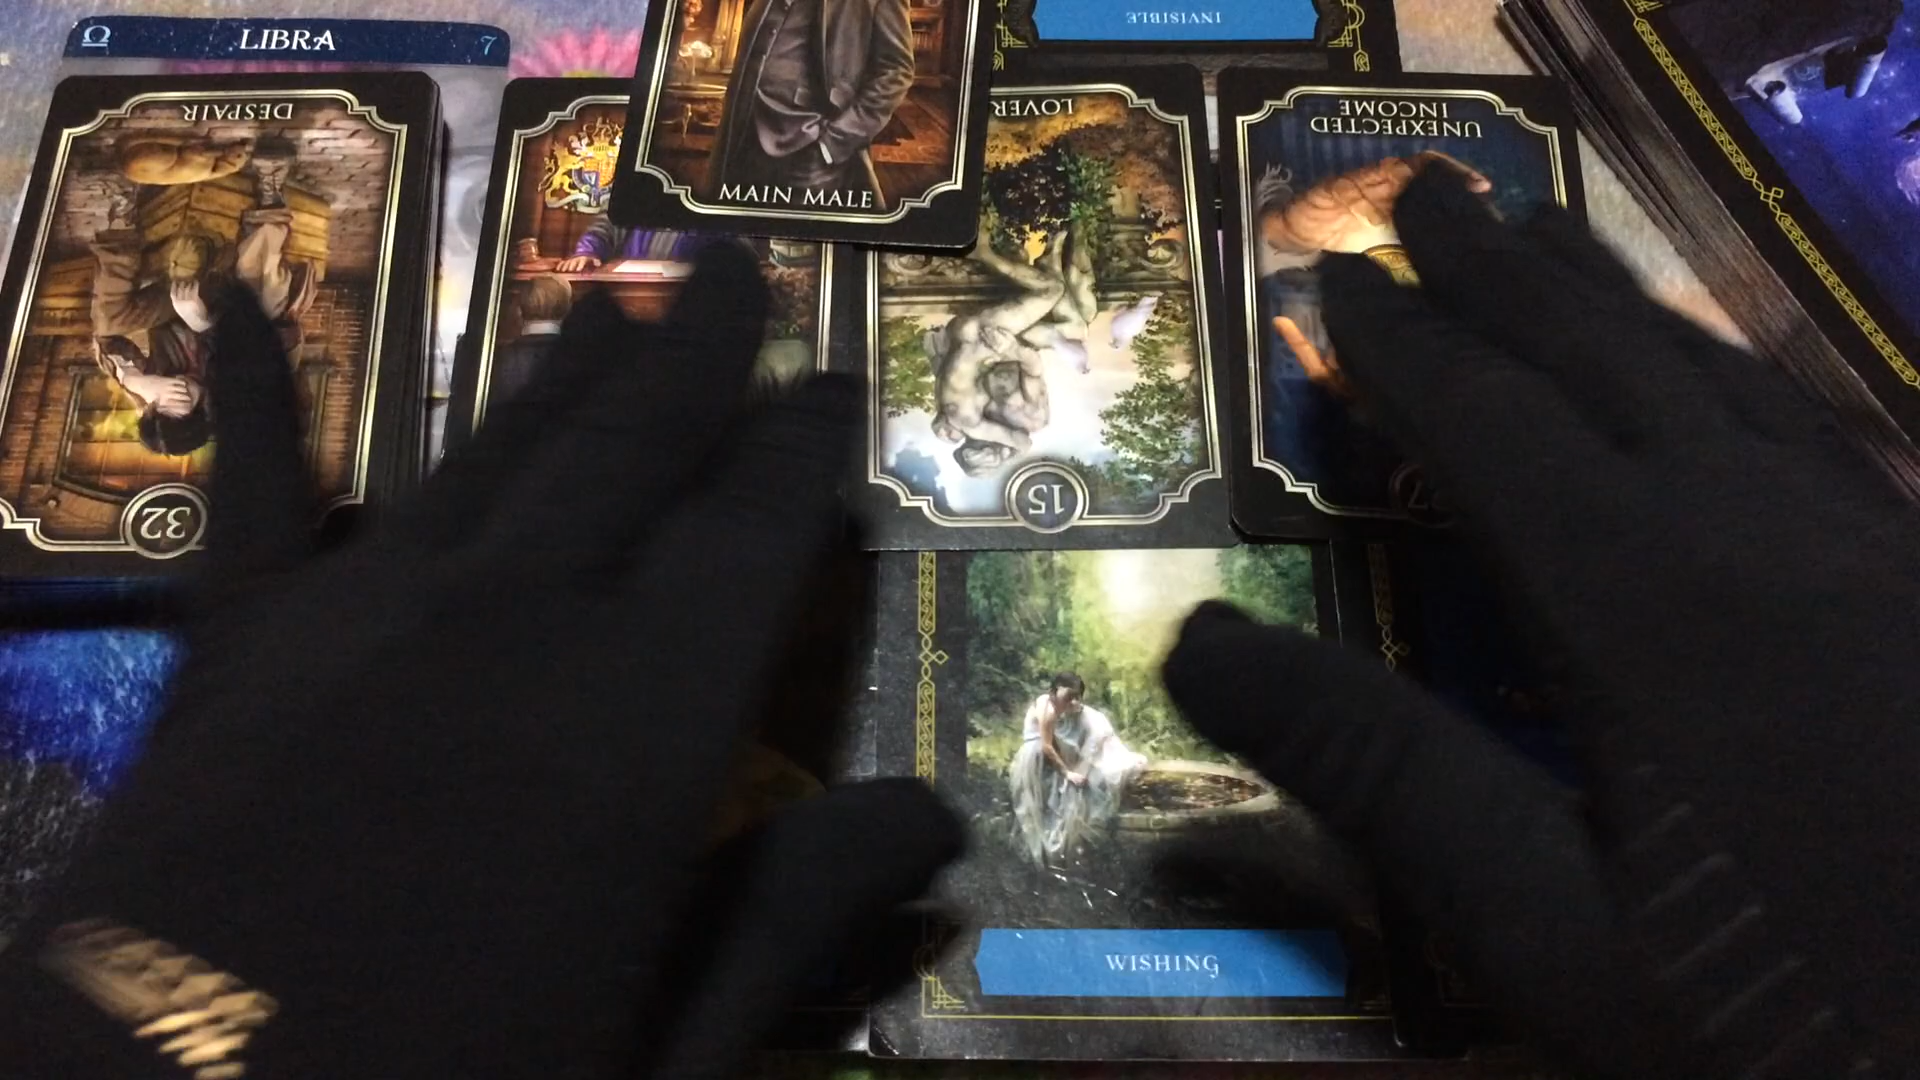 INVISIBLE
LIBRA
7
DESPAIR
LOVER
UNEXPECTED
INCOME
MAIN MALE
15
32
WISHING